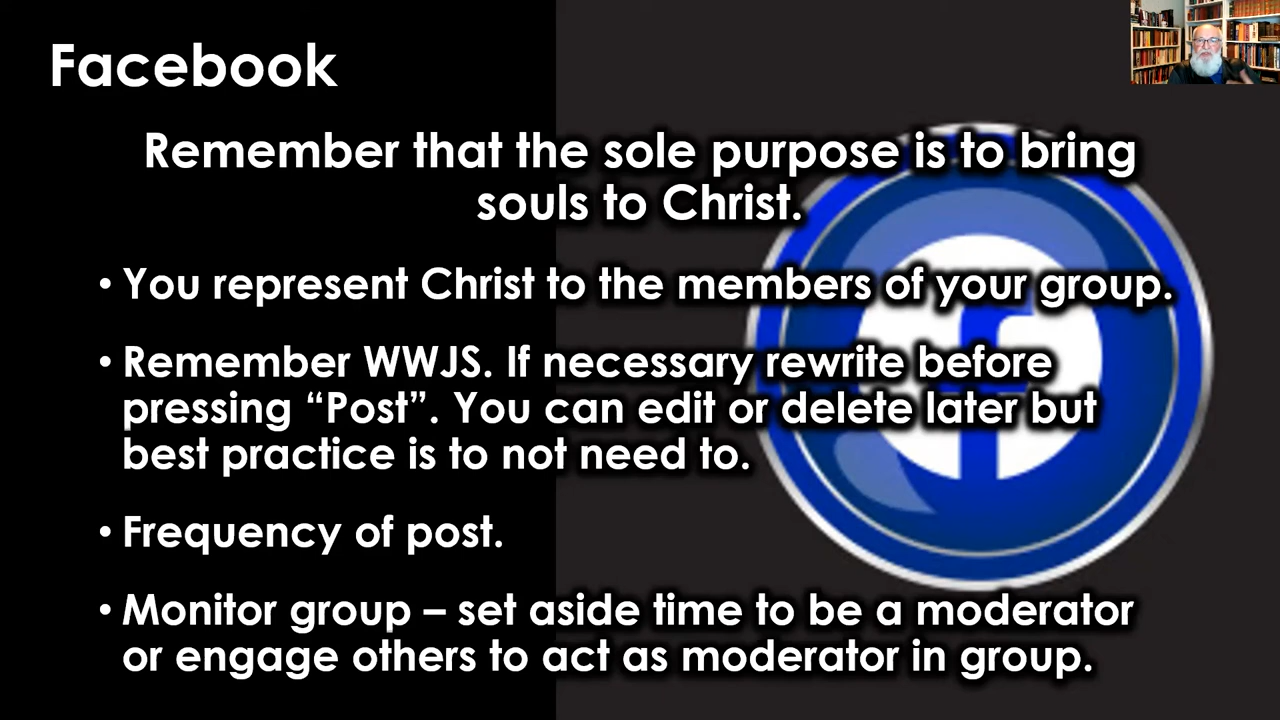 Facebook
Remember that the sole purpose is to bring
souls to Christ.
• You represent Christ to the members of your group.
• Remember WWJS. If necessary rewrite before
pressing “Post”. You can edit or delete later but
best practice is to not need to.
• Frequency of post.
• Monitor group – set aside time to be a moderator
or engage others to act as moderator in group.